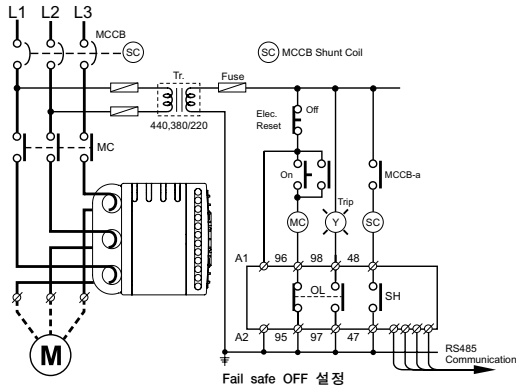 L1 L2 L3
MCCB
SC
SC MCCB Shunt Coil
Tr.
Fuse
440,380/220
Elec.
Reset
Off
MC
On
MCCB-a
Trip
MC
Y
SC
A1 96 98 48
OL
SH
A2 95 97 47
M
RS485
Communication
Fail safe OFF 설정